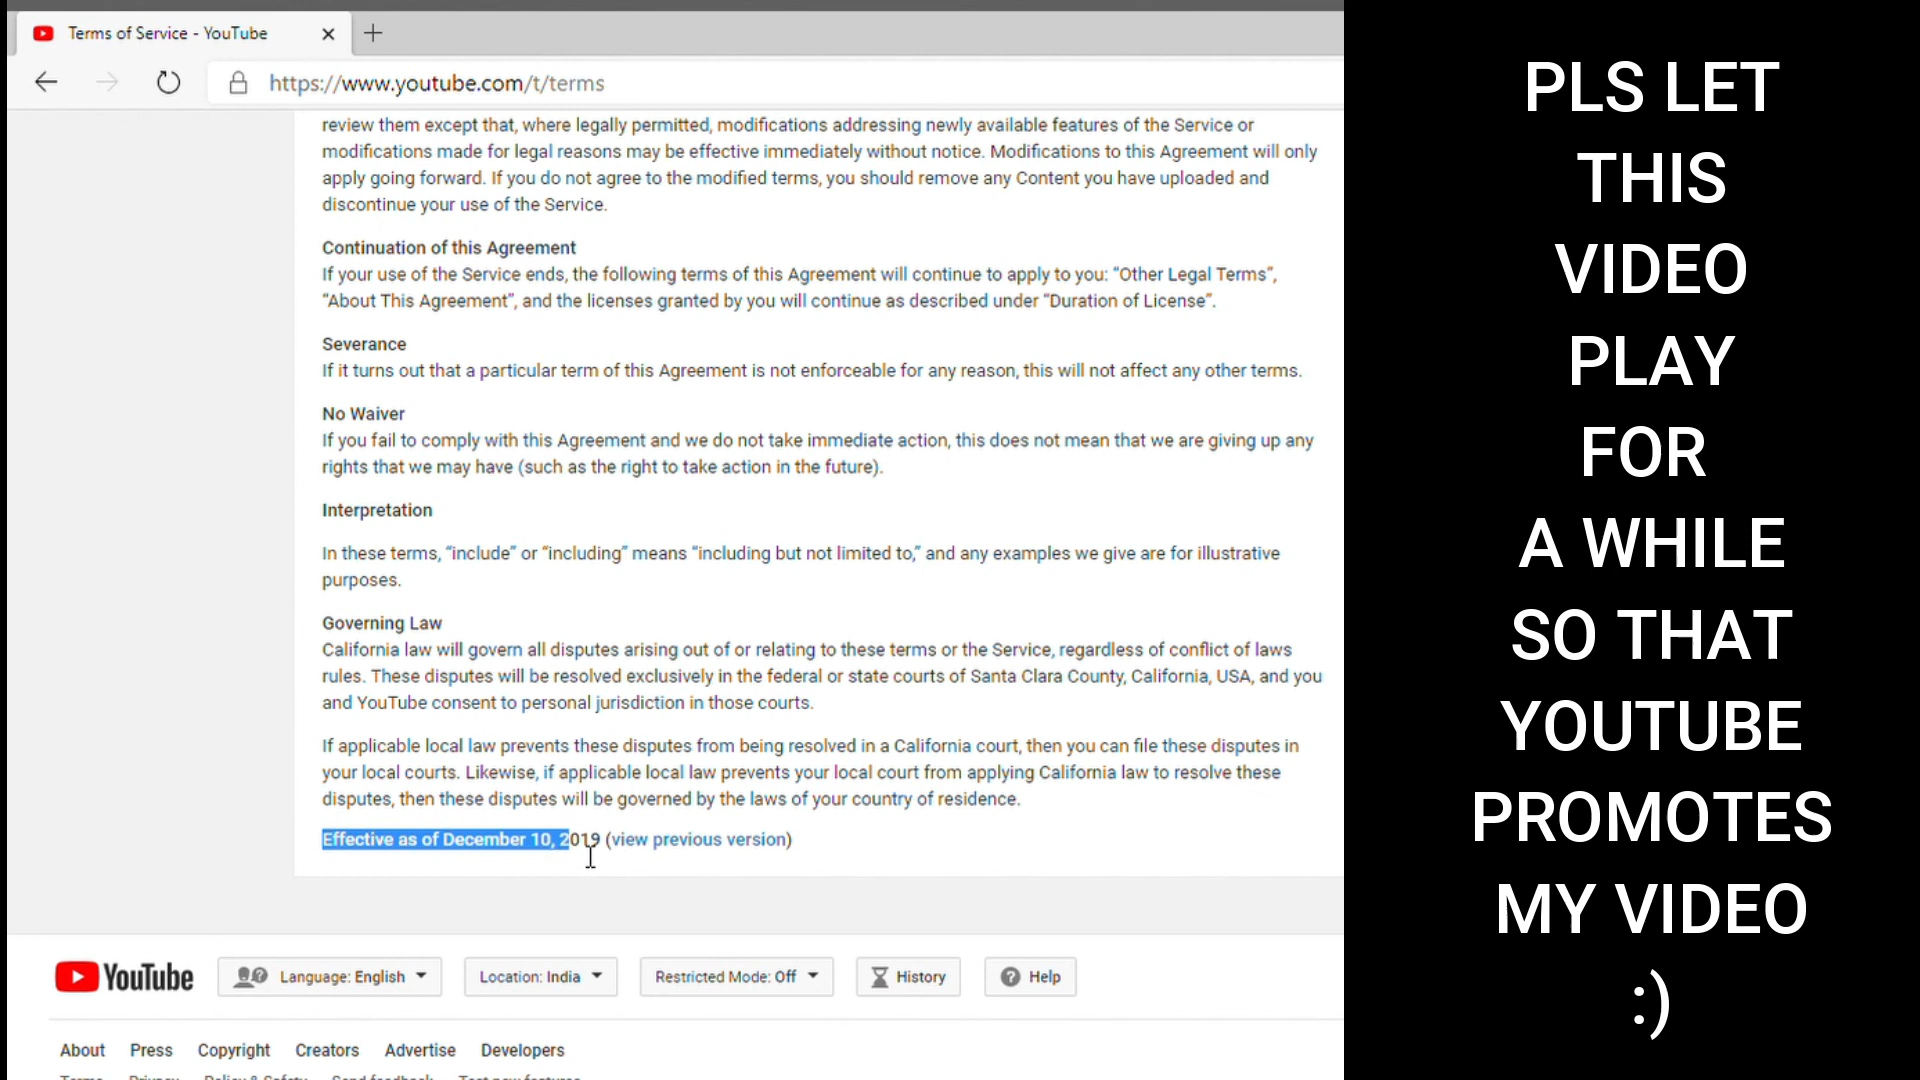 Terms of Service - YouTube
https://www.youtube.com/t/terms
review them except that, where legally permitted, modifications addressing newly available features of the Service or
modifications made for legal reasons may be effective immediately without notice. Modifications to this Agreement will only
apply going forward. If you do not agree to the modified terms, you should remove any Content you have uploaded and
discontinue your use of the Service.
Continuation of this Agreement
If your use of the Service ends, the following terms of this Agreement will continue to apply to you: “Other Legal Terms”,
“About This Agreement”, and the licenses granted by you will continue as described under “Duration of License”.
Severance
If it turns out that a particular term of this Agreement is not enforceable for any reason, this will not affect any other terms.
No Waiver
If you fail to comply with this Agreement and we do not take immediate action, this does not mean that we are giving up any
rights that we may have (such as the right to take action in the future).
Interpretation
In these terms, “include” or “including” means “including but not limited to,” and any examples we give are for illustrative
purposes.
Governing Law
California law will govern all disputes arising out of or relating to these terms or the Service, regardless of conflict of laws
rules. These disputes will be resolved exclusively in the federal or state courts of Santa Clara County, California, USA, and you
and YouTube consent to personal jurisdiction in those courts.
If applicable local law prevents these disputes from being resolved in a California court, then you can file these disputes in
your local courts. Likewise, if applicable local law prevents your local court from applying California law to resolve these
disputes, then these disputes will be governed by the laws of your country of residence.
Effective as of December 10, 2019 (view previous version)
YouTube Language: English Location: India Restricted Mode: Off History Help
About Press Copyright Creators Advertise Developers
Terms Privacy Policy & Safety Send feedback Test new features
PLS LET
THIS
VIDEO
PLAY
FOR
A WHILE
SO THAT
YOUTUBE
PROMOTES
MY VIDEO
:)